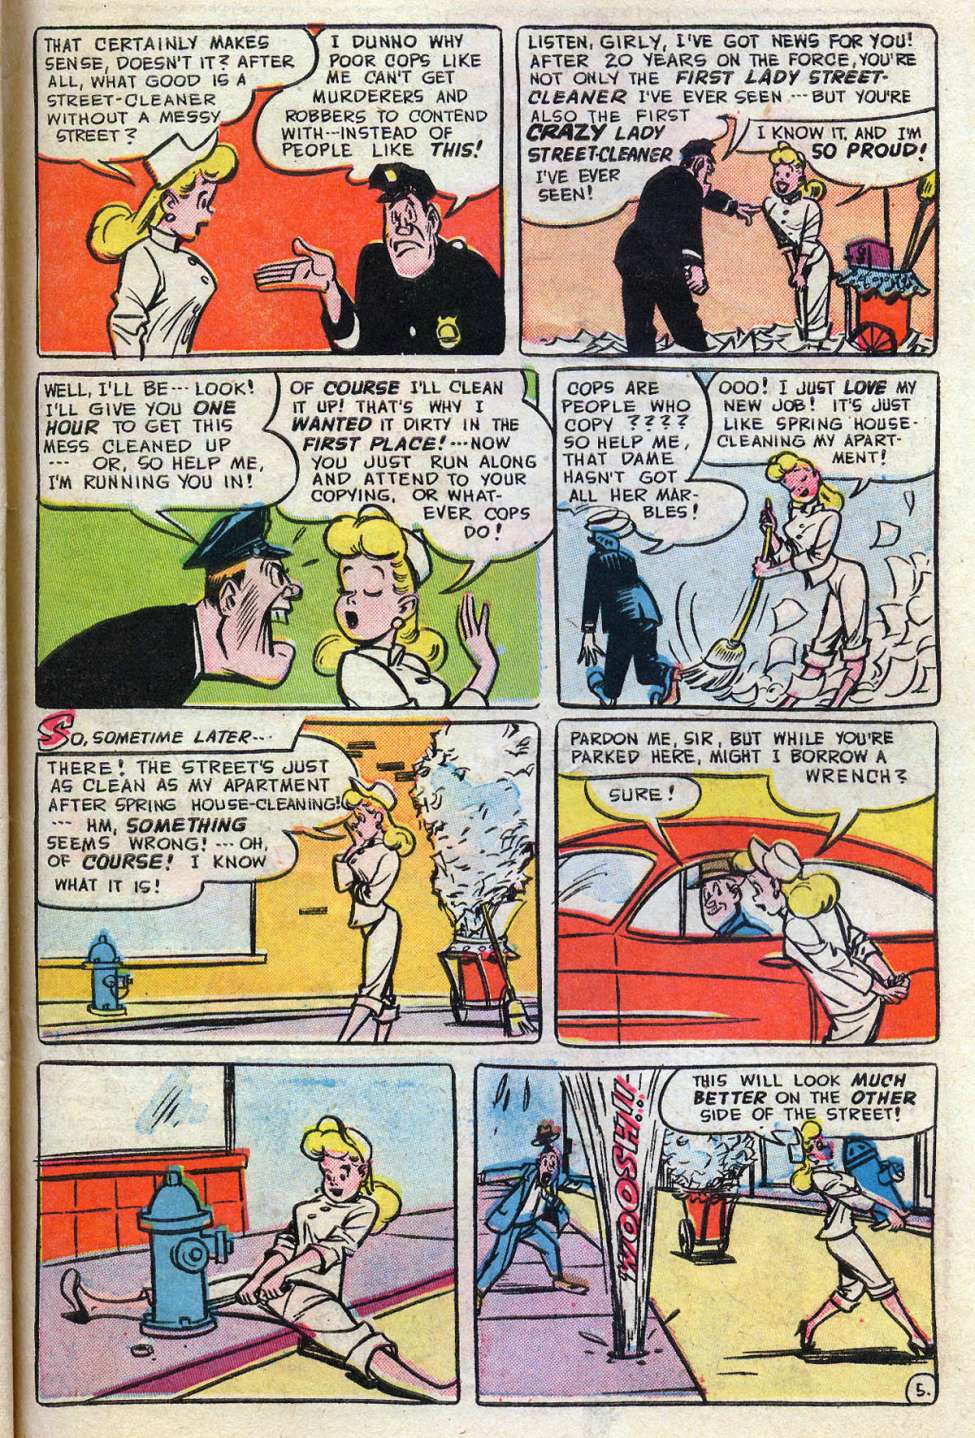 THAT CERTAINLY MAKES
SENSE, DOESN'T IT? AFTER
ALL, WHAT GOOD IS A
STREET-CLEANER
WITHOUT A MESSY
STREET?
I DUNNO WHY
POOR COPS LIKE
ME CAN'T GET
MURDERERS AND
ROBBERS TO CONTEND
WITH--INSTEAD OF
PEOPLE LIKE THIS!
LISTEN, GIRLY, I'VE GOT NEWS FOR YOU!
AFTER 20 YEARS ON THE FORCE, YOU'RE
NOT ONLY THE FIRST LADY STREET-
CLEANER I'VE EVER SEEN --- BUT YOU'RE
ALSO THE FIRST
CRAZY LADY
STREET-CLEANER
I'VE EVER
SEEN!
I KNOW IT, AND I'M
SO PROUD!
WELL, I'LL BE --- LOOK!
I'LL GIVE YOU ONE
HOUR TO GET THIS
MESS CLEANED UP
--- OR, SO HELP ME,
I'M RUNNING YOU IN!
OF COURSE I'LL CLEAN
IT UP! THAT'S WHY I
WANTED IT DIRTY IN THE
FIRST PLACE! --- NOW
YOU JUST RUN ALONG
AND ATTEND TO YOUR
COPYING, OR WHAT-
EVER COPS
DO!
COPS ARE
PEOPLE WHO
COPY ????
SO HELP ME,
THAT DAME
HASN'T GOT
ALL HER MAR-
BLES!
OOO! I JUST LOVE MY
NEW JOB! IT'S JUST
LIKE SPRING HOUSE-
CLEANING MY APART-
MENT!
SO, SOMETIME LATER---
THERE! THE STREET'S JUST
AS CLEAN AS MY APARTMENT
AFTER SPRING HOUSE-CLEANING!
--- HM, SOMETHING
SEEMS WRONG! --- OH,
OF COURSE! I KNOW
WHAT IT IS!
PARDON ME, SIR, BUT WHILE YOU'RE
PARKED HERE, MIGHT I BORROW A
WRENCH?
SURE!
WOOOSH!!...
THIS WILL LOOK MUCH
BETTER ON THE OTHER
SIDE OF THE STREET!
5.